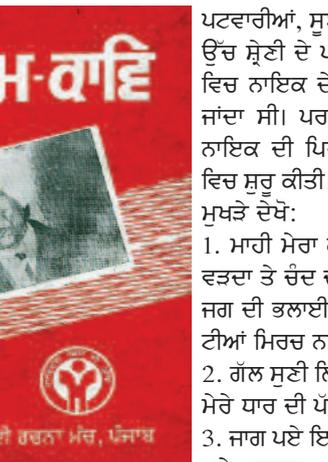 ਮ-ਕਾਵਿ
ਈ ਰਚਨਾ ਮੰਚ, ਪੰਜਾਬ
ਪਟਵਾਰੀਆਂ, ਸੂ
ਉੱਚ ਸ਼੍ਰੇਣੀ ਦੇ ਪ
ਵਿਚ ਨਾਇਕ ਦੇ
ਜਾਂਦਾ ਸੀ। ਪਰ
ਨਾਇਕ ਦੀ ਪਿ
ਵਿਚ ਸ਼ੁਰੂ ਕੀਤੀ
ਮੁਖੜੇ ਦੇਖੋ:
1. ਮਾਹੀ ਮੇਰਾ
ਵੜਦਾ ਤੇ ਚੰਦ
ਜਗ ਦੀ ਭਲਾਈ
ਟੀਆਂ ਮਿਰਚ ਨ
2. ਗੱਲ ਸੁਣੀ ਲਿ
ਮੇਰੇ ਧਾਰ ਦੀ ਪੱ
3. ਜਾਗ ਪਏ ਇ